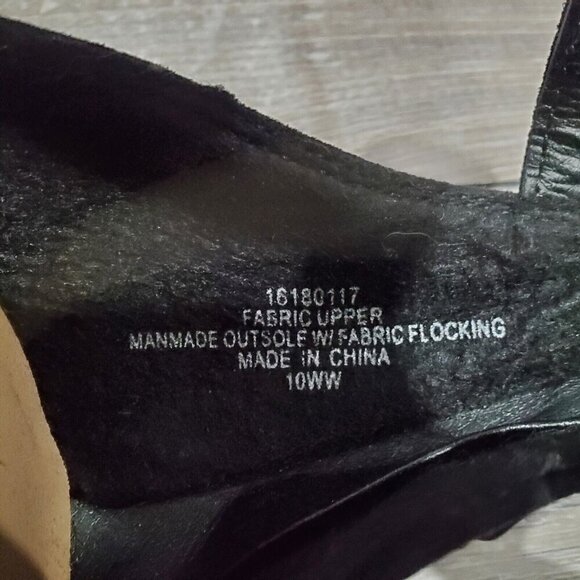 16180117
FABRIC UPPER
MANMADE OUTSOLE W/ FABRIC FLOCKING
MADE IN CHINA
10WW